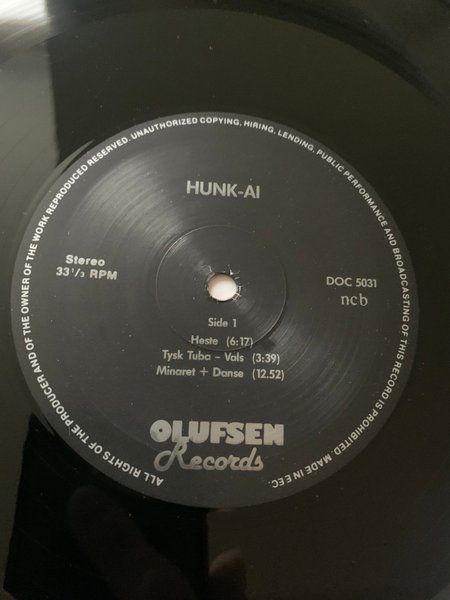 ALL RIGHTS OF THE PRODUCER AND OF THE OWNER OF THE WORK REPRODUCED RESERVED. UNAUTHORIZED COPYING, HIRING, LENDING, PUBLIC PERFORMANCE AND BROADCASTING OF THIS RECORD IS PROHIBITED. MADE IN EEC.
HUNK-AI
Stereo
33 1/3 RPM
DOC 5031
ncb
Side 1
Heste (6:17)
Tysk Tuba – Vals (3:39)
Minaret + Danse (12.52)
OLUFSEN
Records